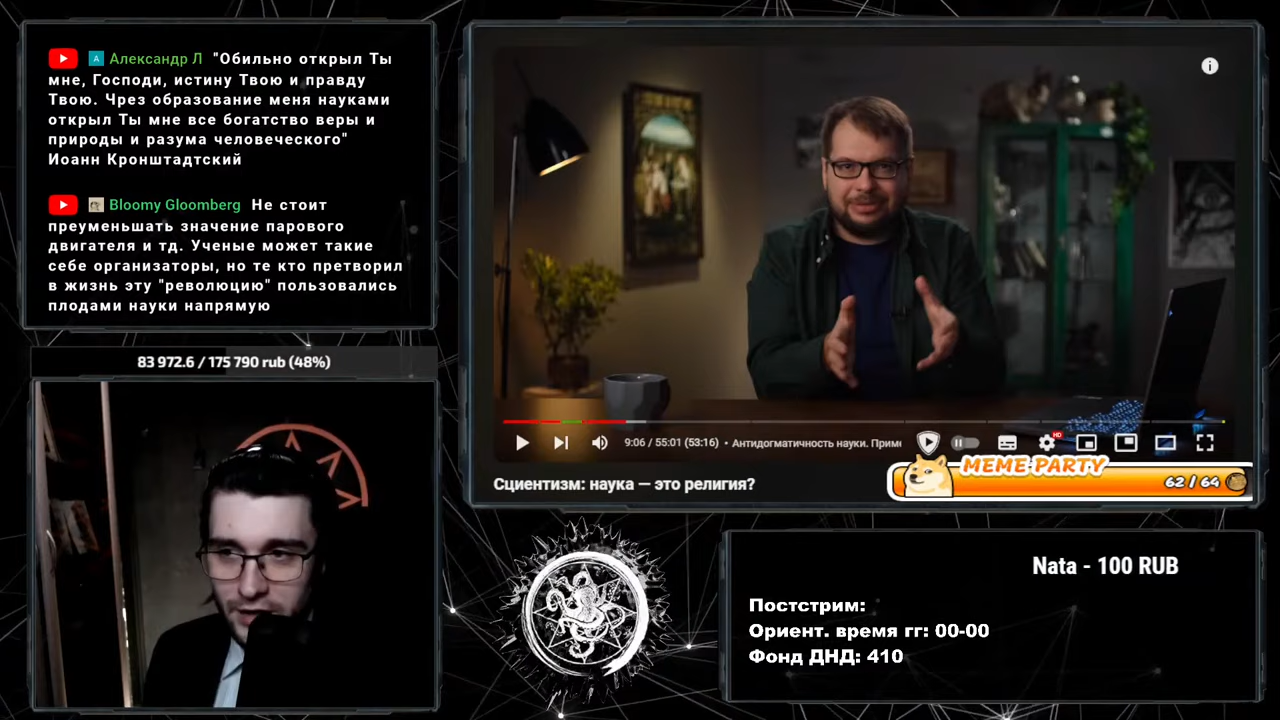 А Александр Л "Обильно открыл Ты
мне, Господи, истину Твою и правду
Твою. Чрез образование меня науками
открыл Ты мне все богатство веры и
природы и разума человеческого"
Иоанн Кронштадтский
Bloomy Gloomberg Не стоит
преуменьшать значение парового
двигателя и тд. Ученые может такие
себе организаторы, но те кто претворил
в жизнь эту "революцию" пользовались
плодами науки напрямую
83 972.6 / 175 790 rub (48%)
9:06 / 55:01 (53:16) • Антидогматичность науки. Прим
HD
Сциентизм: наука — это религия?
MEME PARTY
62 / 64
Nata - 100 RUB
Постстрим:
Ориент. время гг: 00-00
Фонд ДНД: 410